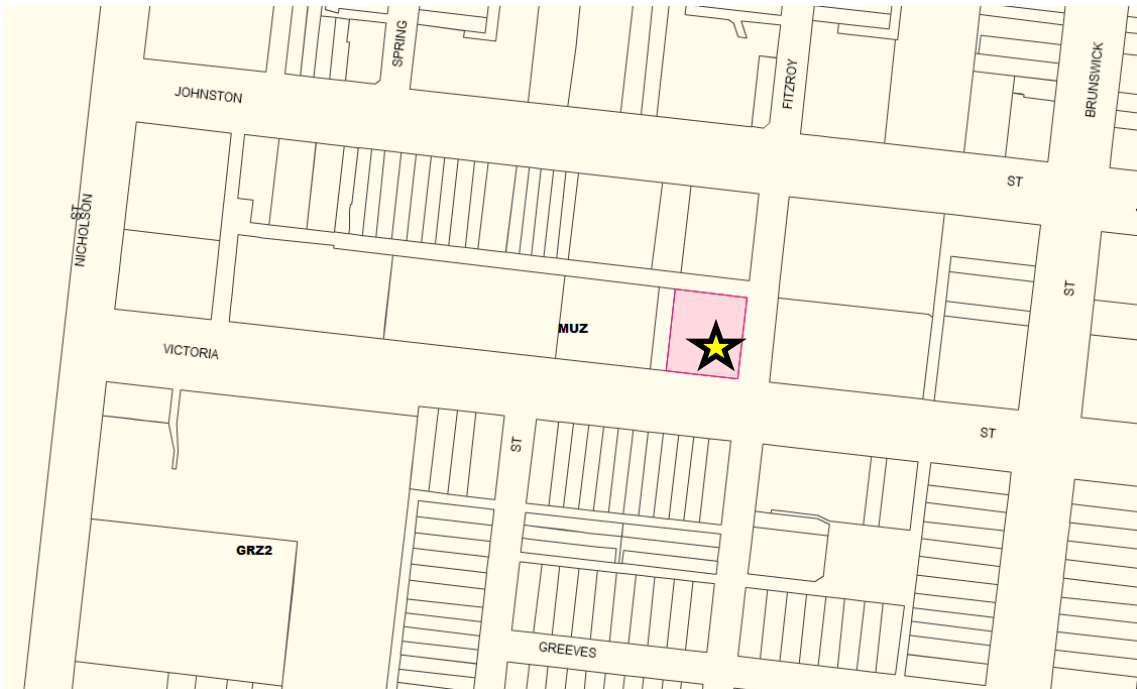 SPRING
FITZROY
BRUNSWICK
JOHNSTON
ST
ST
NICHOLSON
ST
MUZ
VICTORIA
ST
ST
GRZ2
GREEVES